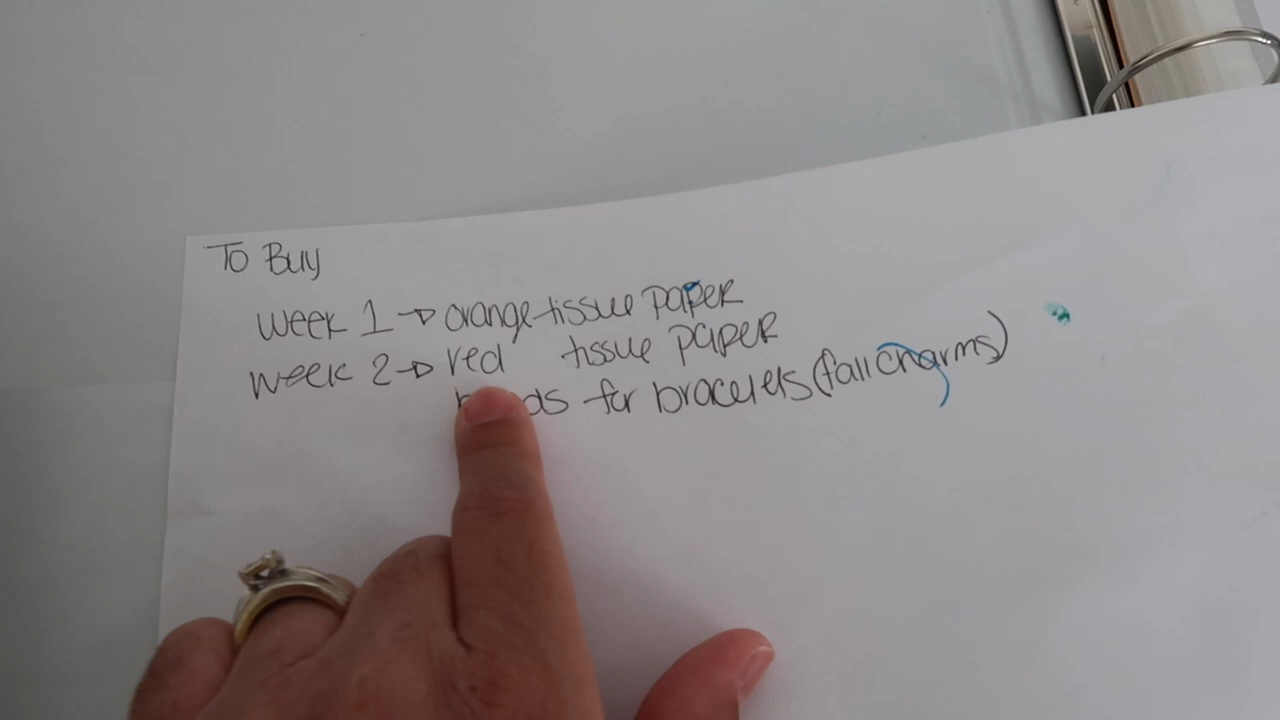 To Buy
week 1 → orange tissue paper
week 2 → red tissue paper
for bracelets (fall charms)